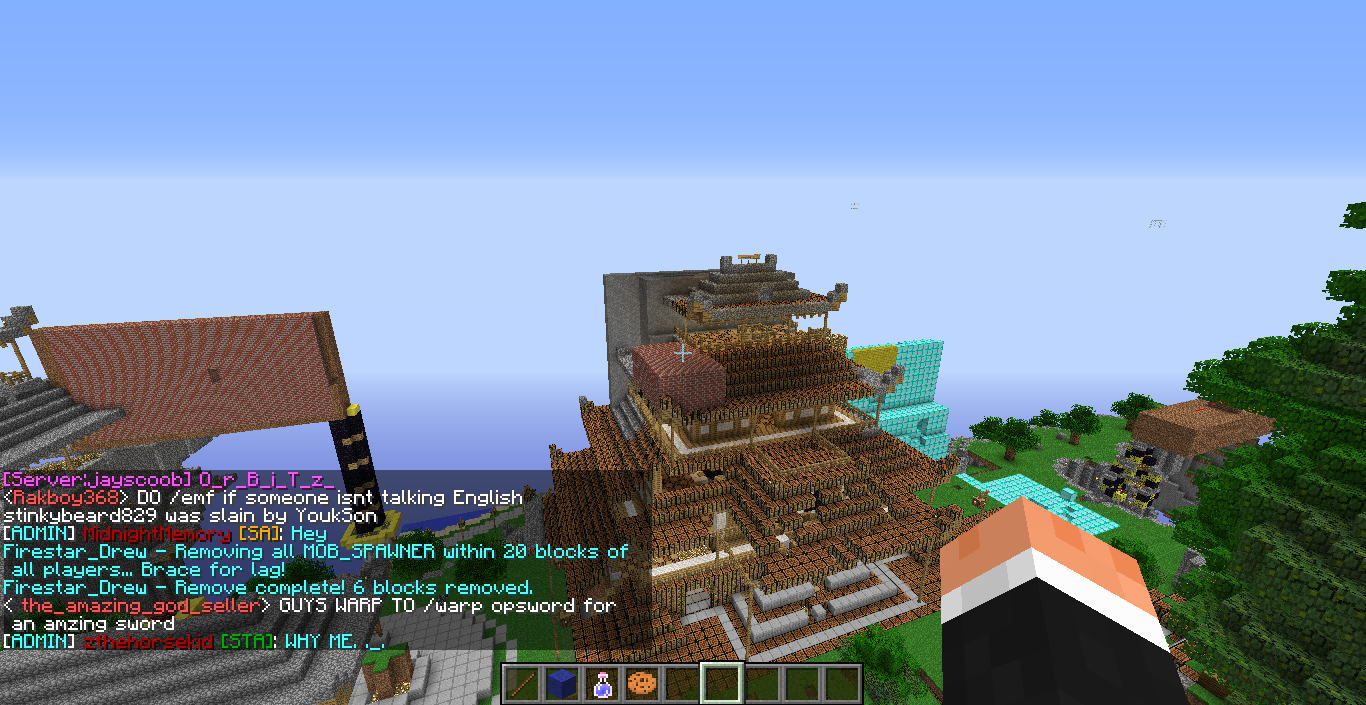 [Server:jayscoob] O_r_B_i_T_z_
<Rakboy368> DO /emf if someone isnt talking English
stinkybeard829 was slain by YoukSon
[ADMIN] MidnightMemory [SA]: Hey
Firestar_Drew - Removing all MOB_SPAWNER within 20 blocks of
all players... Brace for lag!
Firestar_Drew - Remove complete! 6 blocks removed.
< the_amazing_god_seller> GUYS WARP TO /warp opsword for
an amzing sword
[ADMIN] zthehorsekid [STA]: WHY ME. ._.